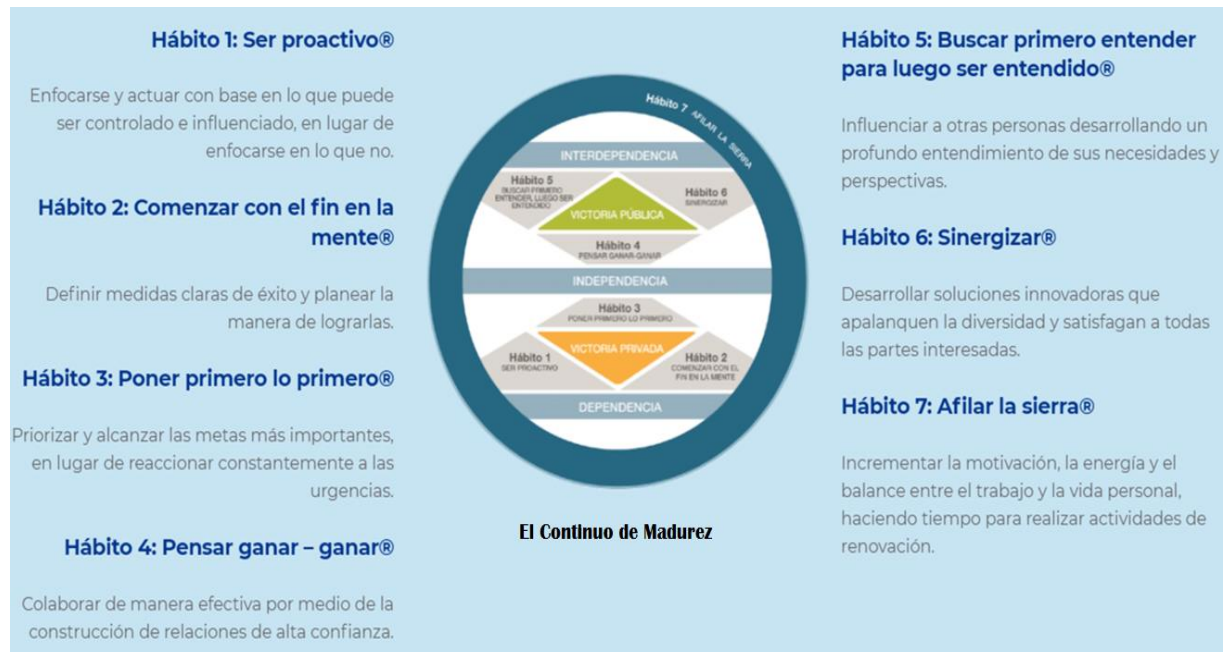 Hábito 1: Ser proactivo®
Enfocarse y actuar con base en lo que puede
ser controlado e influenciado, en lugar de
enfocarse en lo que no.
Hábito 2: Comenzar con el fin en la
mente®
Definir medidas claras de éxito y planear la
manera de lograrlas.
Hábito 3: Poner primero lo primero®
Priorizar y alcanzar las metas más importantes,
en lugar de reaccionar constantemente a las
urgencias.
Hábito 4: Pensar ganar – ganar®
Colaborar de manera efectiva por medio de la
construcción de relaciones de alta confianza.
Hábito 7 AFILAR LA SIERRA
INTERDEPENDENCIA
Hábito 5
BUSCAR PRIMERO
ENTENDER, LUEGO SER
ENTENDIDO
Hábito 6
SINERGIZAR
VICTORIA PÚBLICA
Hábito 4
PENSAR GANAR-GANAR
INDEPENDENCIA
Hábito 3
PONER PRIMERO LO PRIMERO
VICTORIA PRIVADA
Hábito 1
SER PROACTIVO
Hábito 2
COMENZAR CON EL
FIN EN LA MENTE
DEPENDENCIA
El Continuo de Madurez
Hábito 5: Buscar primero entender
para luego ser entendido®
Influenciar a otras personas desarrollando un
profundo entendimiento de sus necesidades y
perspectivas.
Hábito 6: Sinergizar®
Desarrollar soluciones innovadoras que
apalanquen la diversidad y satisfagan a todas
las partes interesadas.
Hábito 7: Afilar la sierra®
Incrementar la motivación, la energía y el
balance entre el trabajo y la vida personal,
haciendo tiempo para realizar actividades de
renovación.